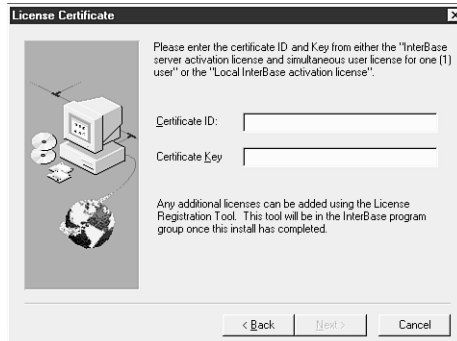 License Certificate
Please enter the certificate ID and Key from either the "InterBase
server activation license and simultaneous user license for one (1)
user" or the "Local InterBase activation license".
Certificate ID:
Certificate Key
Any additional licenses can be added using the License
Registration Tool. This tool will be in the InterBase program
group once this install has completed.
< Back Next > Cancel